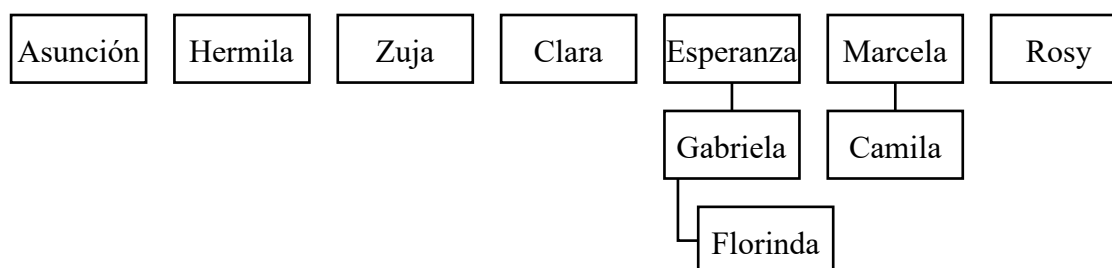 Asunción Hermila Zuja Clara Esperanza Marcela Rosy
Gabriela Camila
Florinda